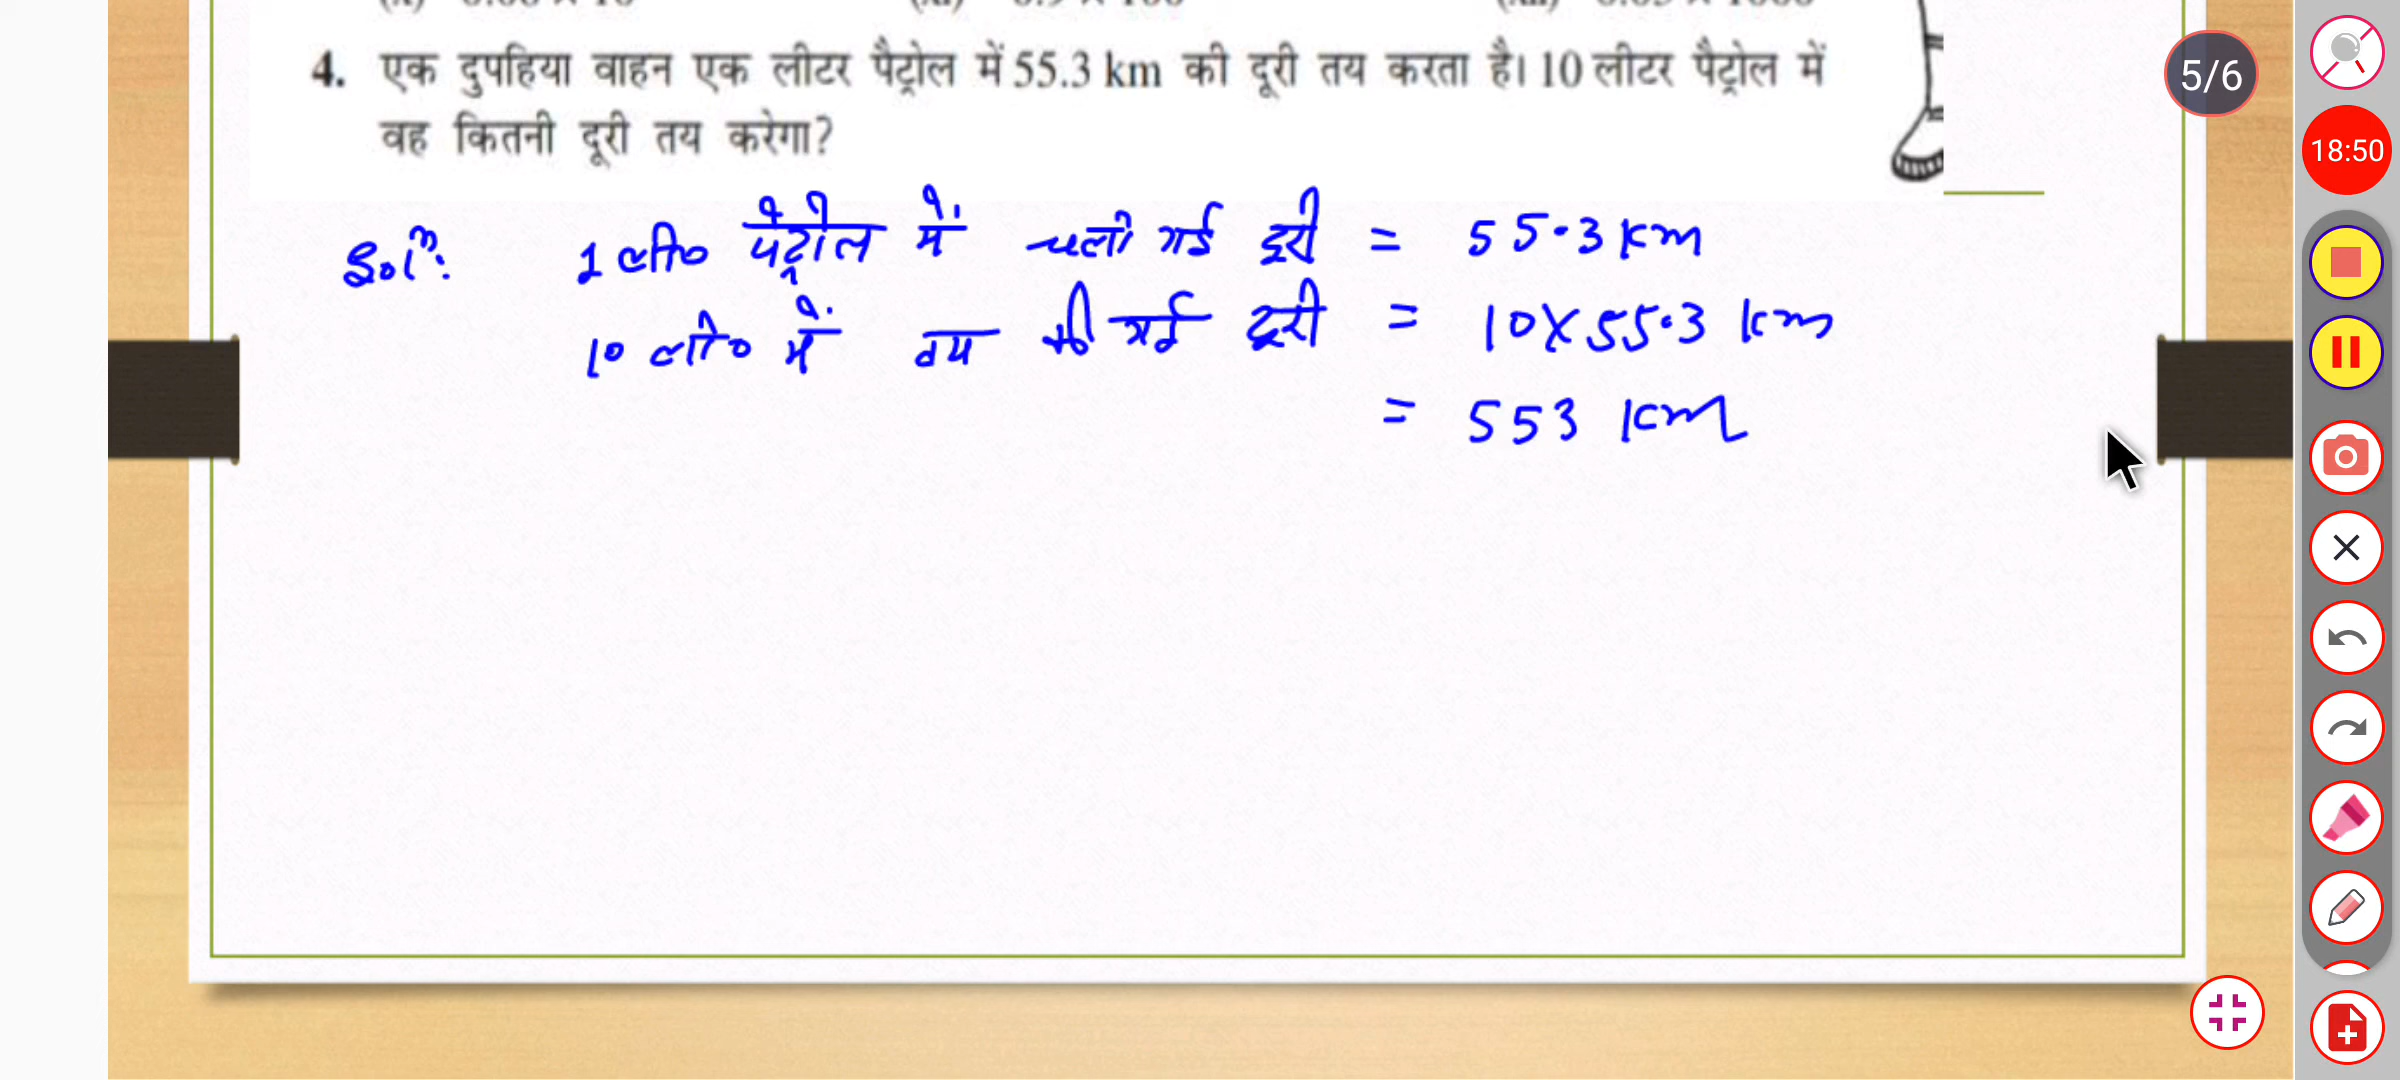 4. एक दुपहिया वाहन एक लीटर पैट्रोल में 55.3 km की दूरी तय करता है। 10 लीटर पैट्रोल में
वह कितनी दूरी तय करेगा?
5/6
18:50
Solⁿ: 1 ली० पेट्रोल में चली गई दूरी = 55.3 km
10 ली० में तय की गई दूरी = 10 X 55.3 km
= 553 km